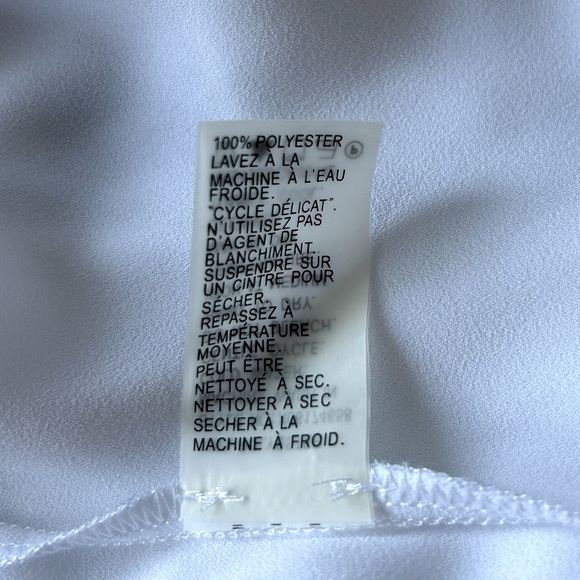 100% POLYESTER
LAVEZ À LA
MACHINE À L'EAU
FROIDE.
"CYCLE DÉLICAT".
N'UTILISEZ PAS
D'AGENT DE
BLANCHIMENT.
SUSPENDRE SUR
UN CINTRE POUR
SÉCHER.
REPASSEZ À
TEMPÉRATURE
MOYENNE.
PEUT ÊTRE
NETTOYÉ À SEC.
NETTOYER À SEC
SECHER À LA
MACHINE À FROID.